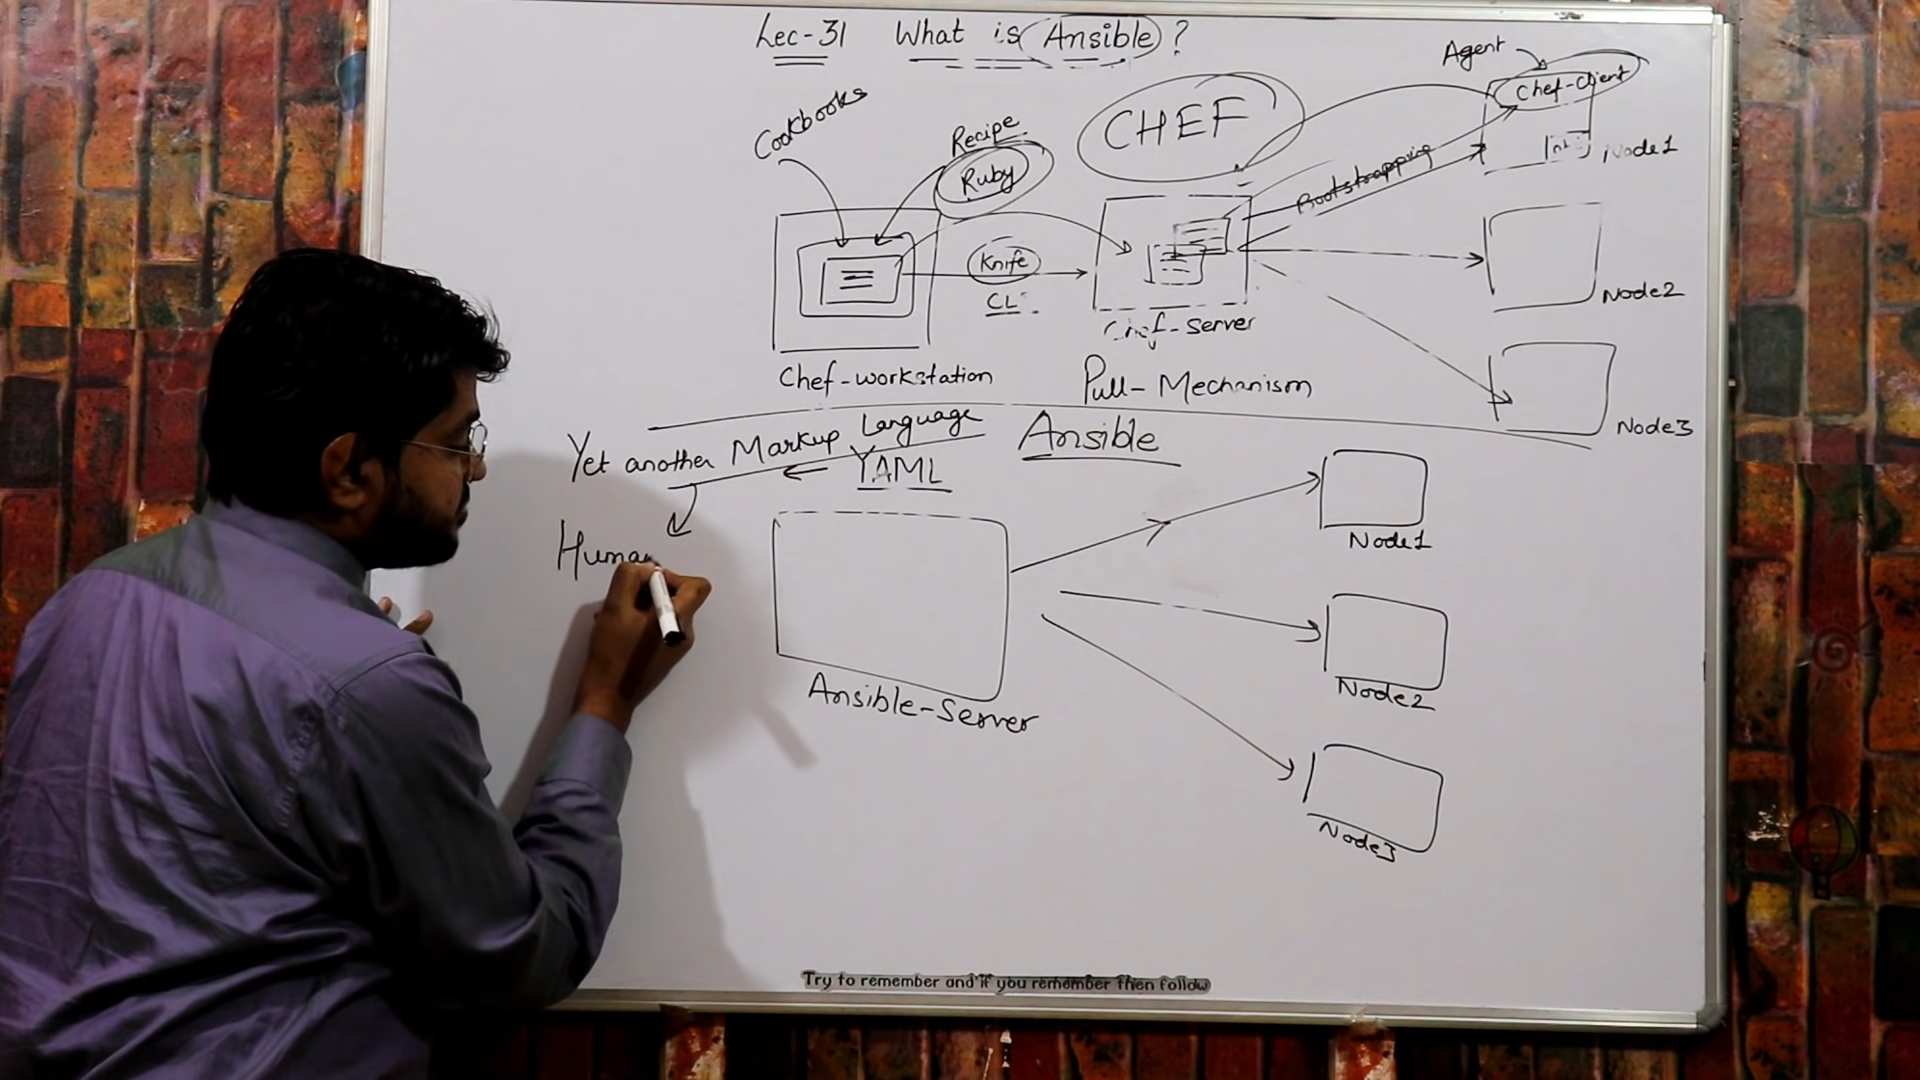 Lec-31 What is Ansible ?
Agent
Chef-Client
Cookbooks
Recipe
Ruby
CHEF
Bootstrapping
Node1
Knife
CLI
Node2
Chef-Server
Chef-workstation
Pull-Mechanism
Node3
Yet another Markup Language
Ansible
YAML
Node1
Human
Node2
Ansible-Server
Node3
Try to remember and if you remember then follow